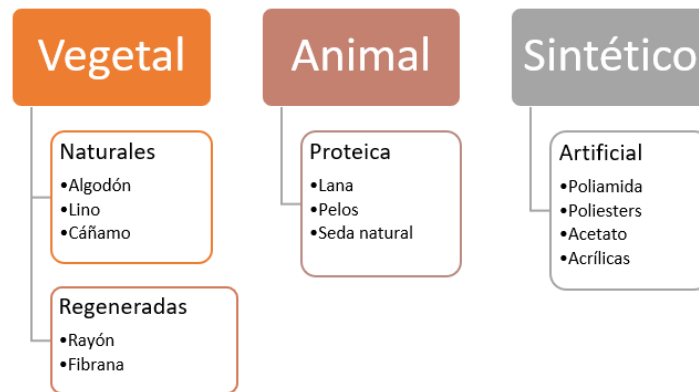 Vegetal
Naturales
•Algodón
•Lino
•Cáñamo
Regeneradas
•Rayón
•Fibrana
Animal
Proteica
•Lana
•Pelos
•Seda natural
Sintético
Artificial
•Poliamida
•Poliesters
•Acetato
•Acrílicas